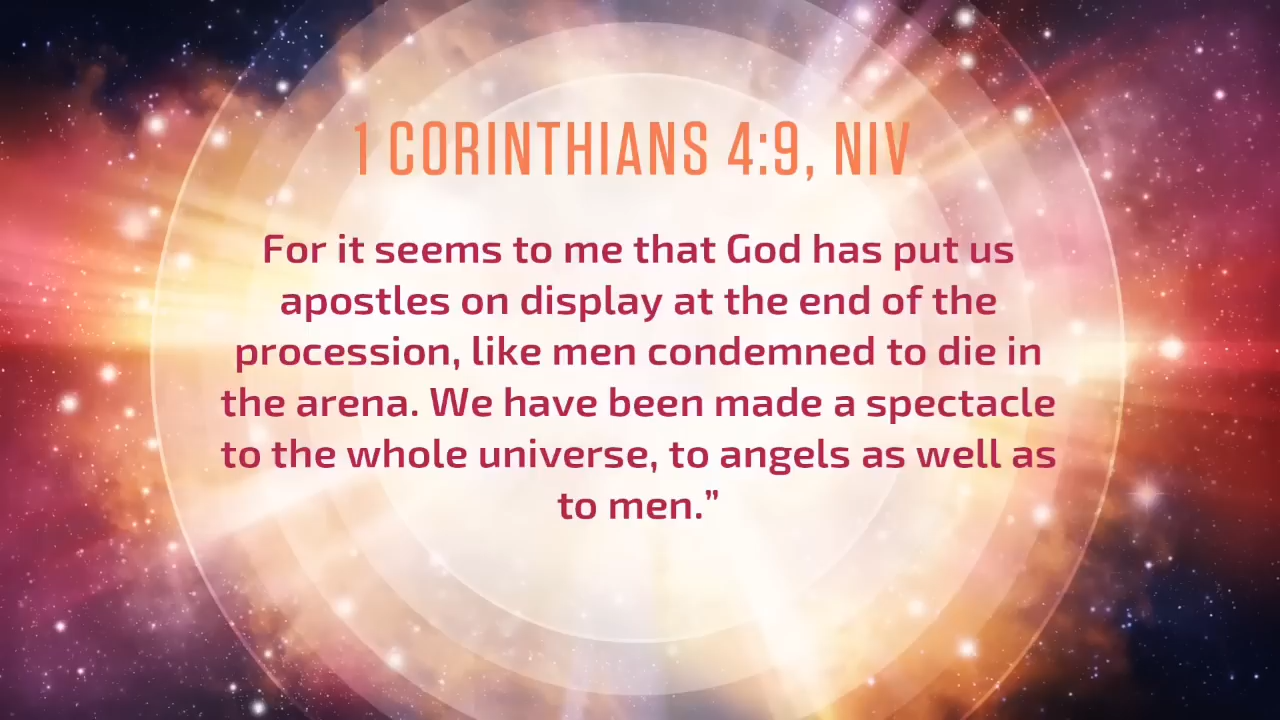 1 CORINTHIANS 4:9, NIV
For it seems to me that God has put us
apostles on display at the end of the
procession, like men condemned to die in
the arena. We have been made a spectacle
to the whole universe, to angels as well as
to men.”